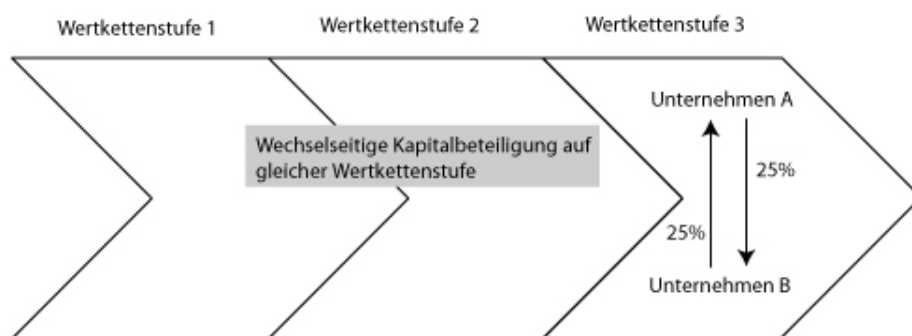 Wertkettenstufe 1
Wertkettenstufe 2
Wertkettenstufe 3
Unternehmen A
Wechselseitige Kapitalbeteiligung auf
gleicher Wertkettenstufe
25%
25%
Unternehmen B